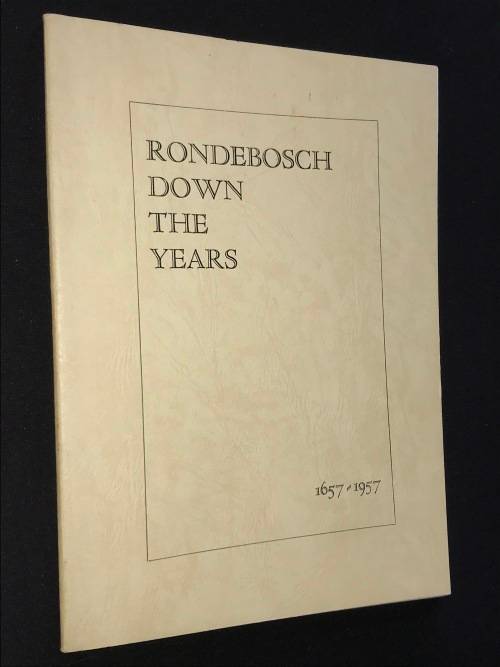 RONDEBOSCH
DOWN
THE
YEARS
1657-1957